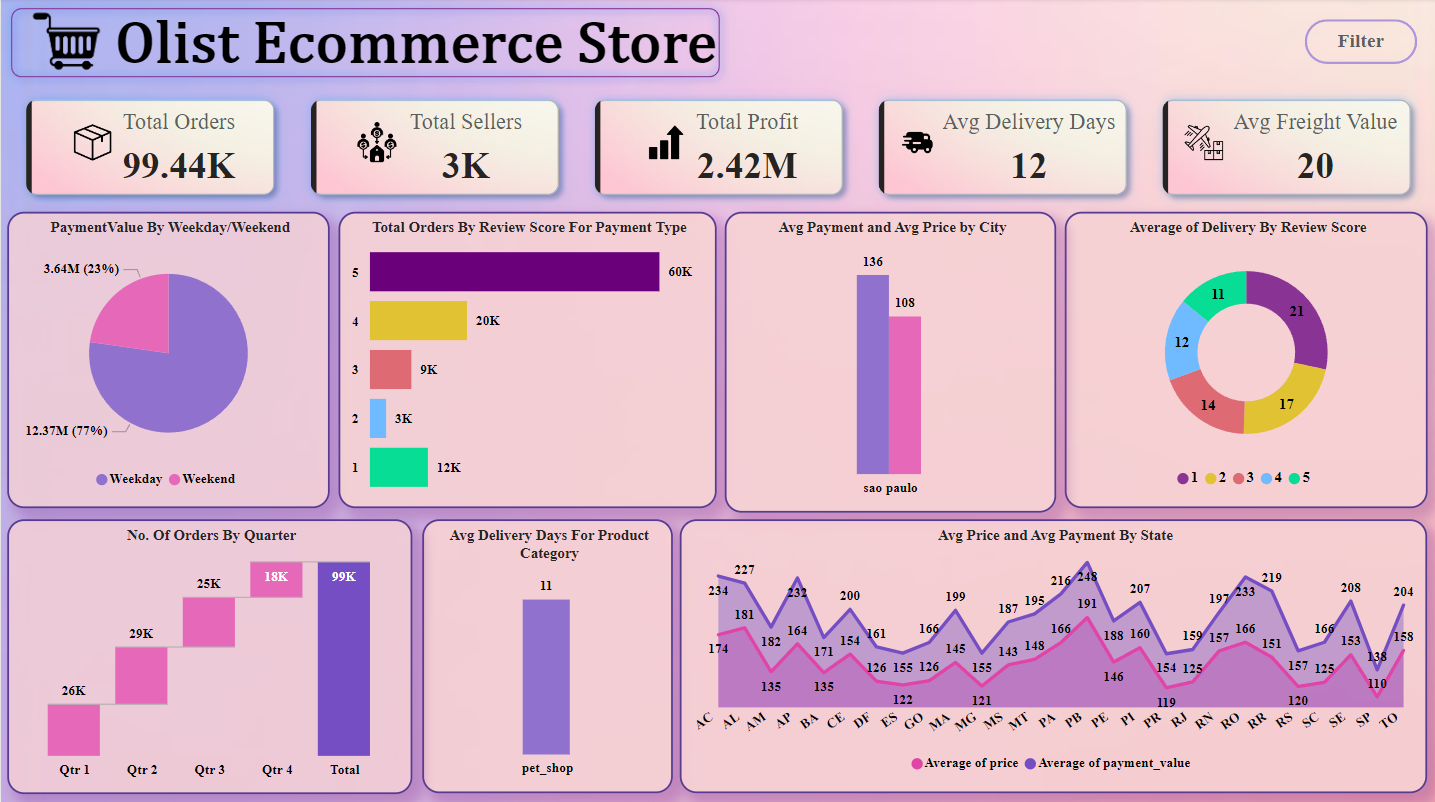 Olist Ecommerce Store
Filter
Total Orders
99.44K
Total Sellers
3K
Total Profit
2.42M
Avg Delivery Days
12
Avg Freight Value
20
PaymentValue By Weekday/Weekend
3.64M (23%)
12.37M (77%)
Weekday Weekend
Total Orders By Review Score For Payment Type
5 60K
4 20K
3 9K
2 3K
1 12K
Avg Payment and Avg Price by City
136
108
sao paulo
Average of Delivery By Review Score
11
21
12
14
17
1 2 3 4 5
No. Of Orders By Quarter
26K
29K
25K
18K
99K
Qtr 1 Qtr 2 Qtr 3 Qtr 4 Total
Avg Delivery Days For Product
Category
11
pet_shop
Avg Price and Avg Payment By State
234 227 182 232 171 200 161 155 166 199 155 187 195 216 248 188 207 154 159 197 233 219 157 166 208 138 204
174 181 135 164 135 154 126 122 126 145 121 143 148 166 191 146 160 119 125 157 166 151 120 125 153 110 158
AC AL AM AP BA CE DF ES GO MA MG MS MT PA PB PE PI PR RJ RN RO RR RS SC SE SP TO
Average of price Average of payment_value